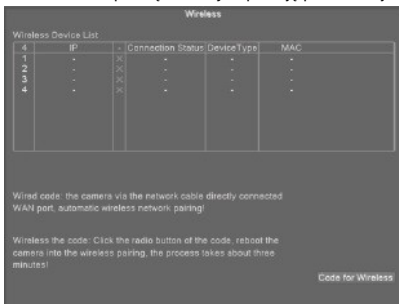 Wireless
Wireless Device List
4 IP - Connection Status DeviceType MAC
1 - × - - -
2 - × - - -
3 - × - - -
4 - × - - -
Wired code: the camera via the network cable directly connected
WAN port, automatic wireless network pairing!
Wireless the code: Click the radio button of the code, reboot the
camera into the wireless pairing, the process takes about three
minutes!
Code for Wireless